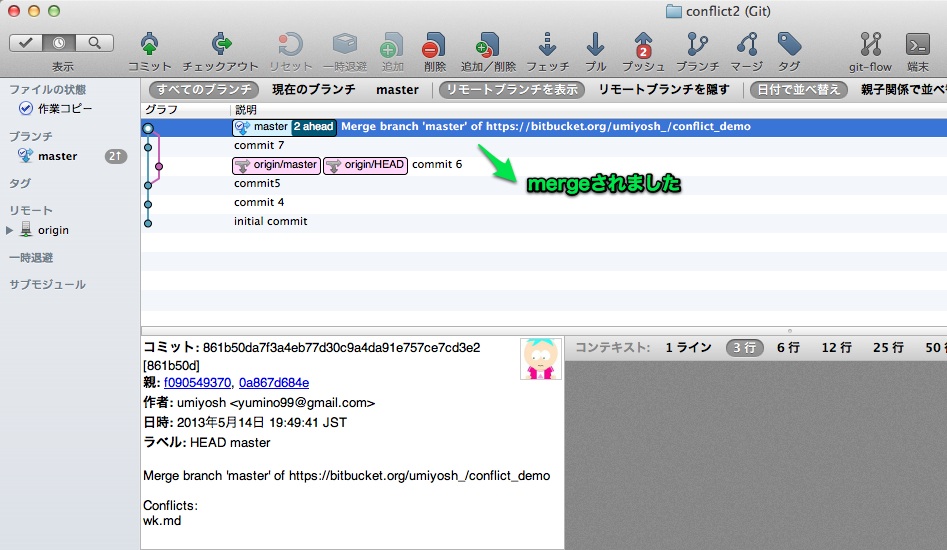 conflict2 (Git)
表示 コミット チェックアウト リセット 一時退避 追加 削除 追加／削除 フェッチ プル 2 プッシュ ブランチ マージ タグ git-flow 端末
ファイルの状態
作業コピー
ブランチ
master 2↑
タグ
リモート
origin
一時退避
サブモジュール
すべてのブランチ 現在のブランチ master リモートブランチを表示 リモートブランチを隠す 日付で並べ替え 親子関係で並べ
グラフ 説明
master 2 ahead Merge branch 'master' of https://bitbucket.org/umiyosh_/conflict_demo
commit 7
origin/master origin/HEAD commit 6
commit5
commit 4
initial commit
mergeされました
コミット: 861b50da7f3a4eb77d30c9a4da91e757ce7cd3e2
[861b50d]
親: f090549370, 0a867d684e
作者: umiyosh <yumino99@gmail.com>
日時: 2013年5月14日 19:49:41 JST
ラベル: HEAD master
Merge branch 'master' of https://bitbucket.org/umiyosh_/conflict_demo
Conflicts:
wk.md
コンテキスト: 1 ライン 3 行 6 行 12 行 25 行 50